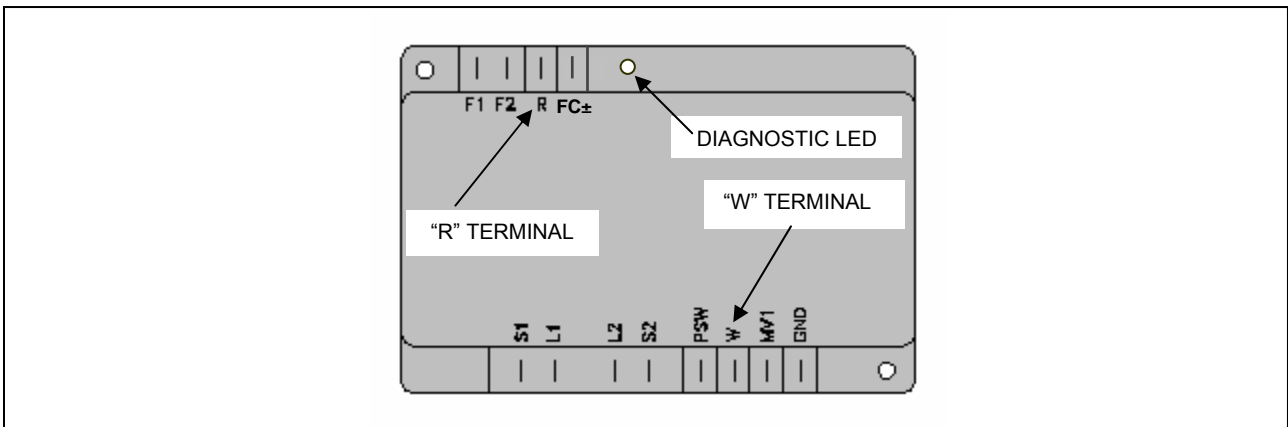 F1 F2 R FC±
DIAGNOSTIC LED
“W” TERMINAL
“R” TERMINAL
S1 L1 L2 S2 PSW W MV1 GND